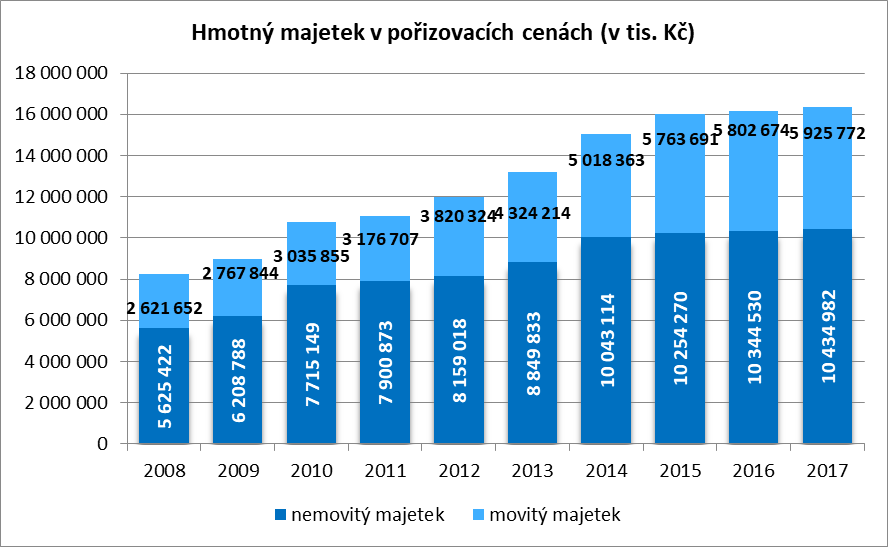 Hmotný majetek v pořizovacích cenách (v tis. Kč)
18 000 000
16 000 000
14 000 000
12 000 000
10 000 000
8 000 000
6 000 000
4 000 000
2 000 000
0
2 621 652
2 767 844
3 035 855
3 176 707
3 820 324
4 324 214
5 018 363
5 763 691
5 802 674
5 925 772
5 625 422
6 208 788
7 715 149
7 900 873
8 159 018
8 849 833
10 043 114
10 254 270
10 344 530
10 434 982
2008 2009 2010 2011 2012 2013 2014 2015 2016 2017
nemovitý majetek movitý majetek